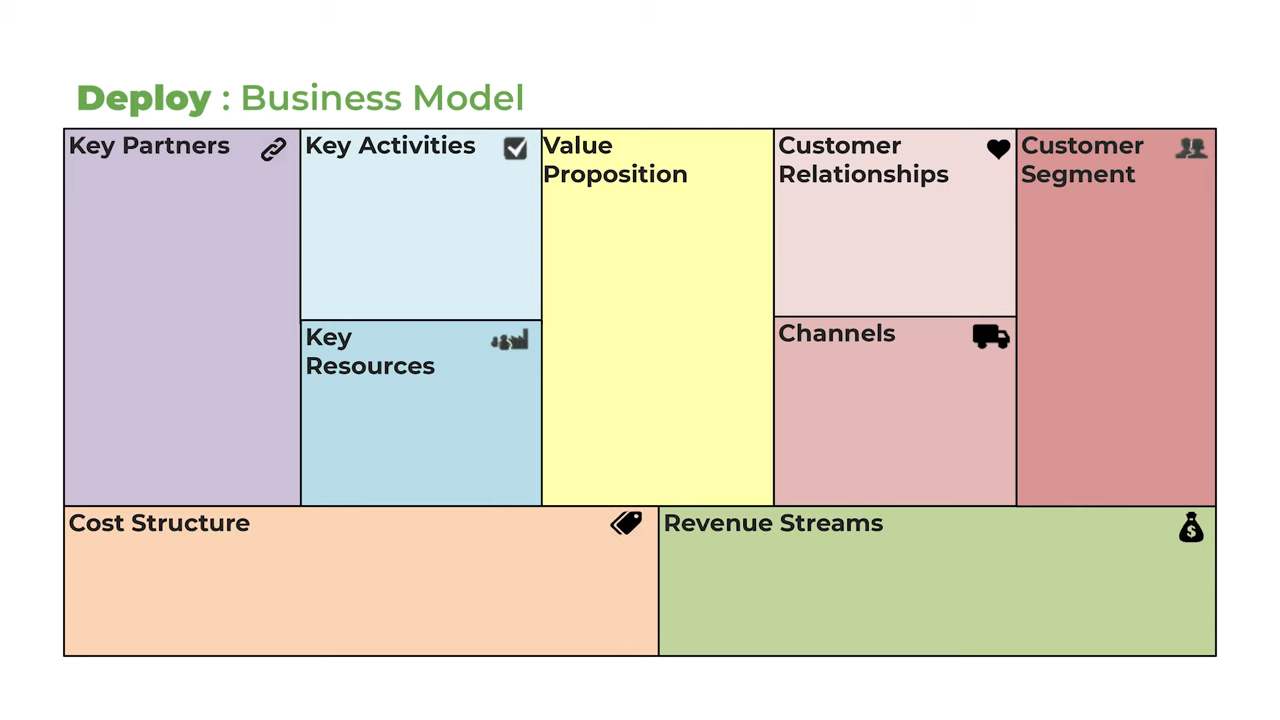 Deploy : Business Model
Key Partners
Key Activities
Key
Resources
Value
Proposition
Customer
Relationships
Channels
Customer
Segment
Cost Structure
Revenue Streams
$